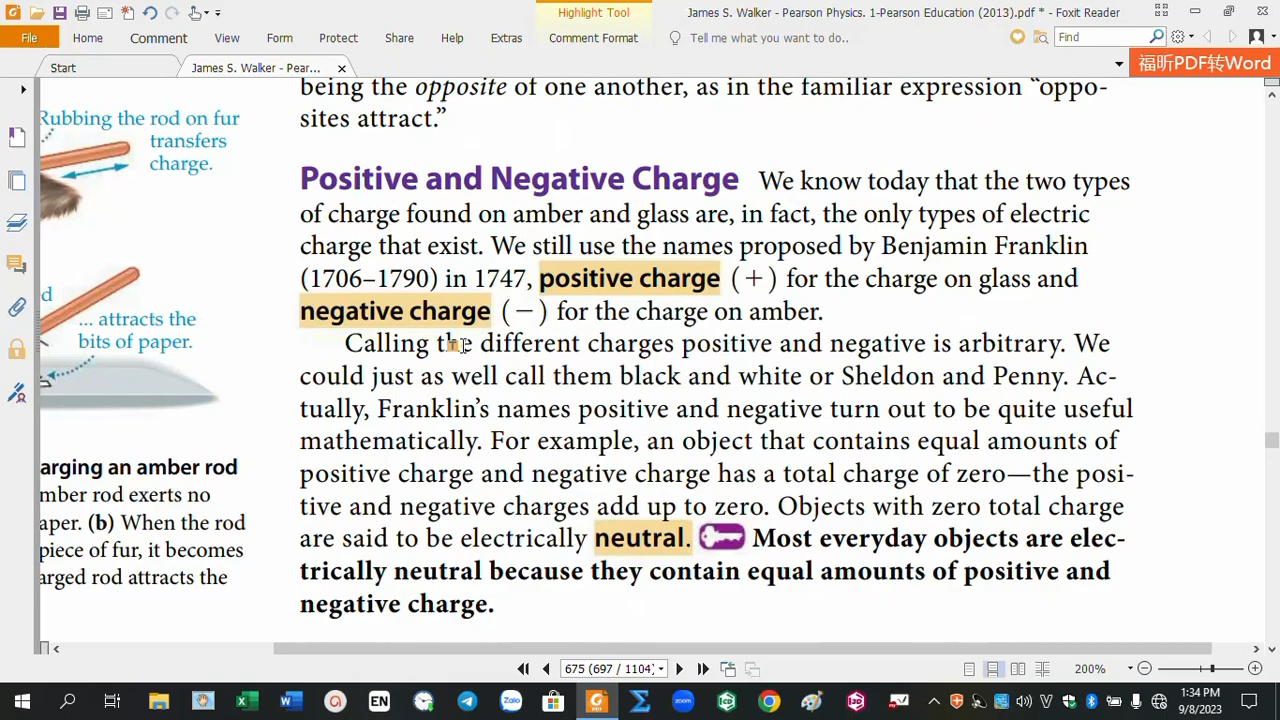 Highlight Tool
James S. Walker - Pearson Physics. 1-Pearson Education (2013).pdf * - Foxit Reader
File
Home
Comment
View
Form
Protect
Share
Help
Extras
Comment Format
Tell me what you want to do..
Find
Start
James S. Walker - Pear...
福昕PDF转Word
being the opposite of one another, as in the familiar expression “oppo-
sites attract.”
Rubbing the rod on fur
transfers
charge.
Positive and Negative Charge We know today that the two types
of charge found on amber and glass are, in fact, the only types of electric
charge that exist. We still use the names proposed by Benjamin Franklin
(1706–1790) in 1747, positive charge (+) for the charge on glass and
negative charge (−) for the charge on amber.
... attracts the
bits of paper.
Calling the different charges positive and negative is arbitrary. We
could just as well call them black and white or Sheldon and Penny. Ac-
tually, Franklin’s names positive and negative turn out to be quite useful
mathematically. For example, an object that contains equal amounts of
positive charge and negative charge has a total charge of zero—the posi-
tive and negative charges add up to zero. Objects with zero total charge
are said to be electrically neutral. Most everyday objects are elec-
trically neutral because they contain equal amounts of positive and
negative charge.
arging an amber rod
mber rod exerts no
aper. (b) When the rod
piece of fur, it becomes
arged rod attracts the
675 (697 / 1104)
200%
EN
Zalo
zoom
V
1:34 PM
9/8/2023